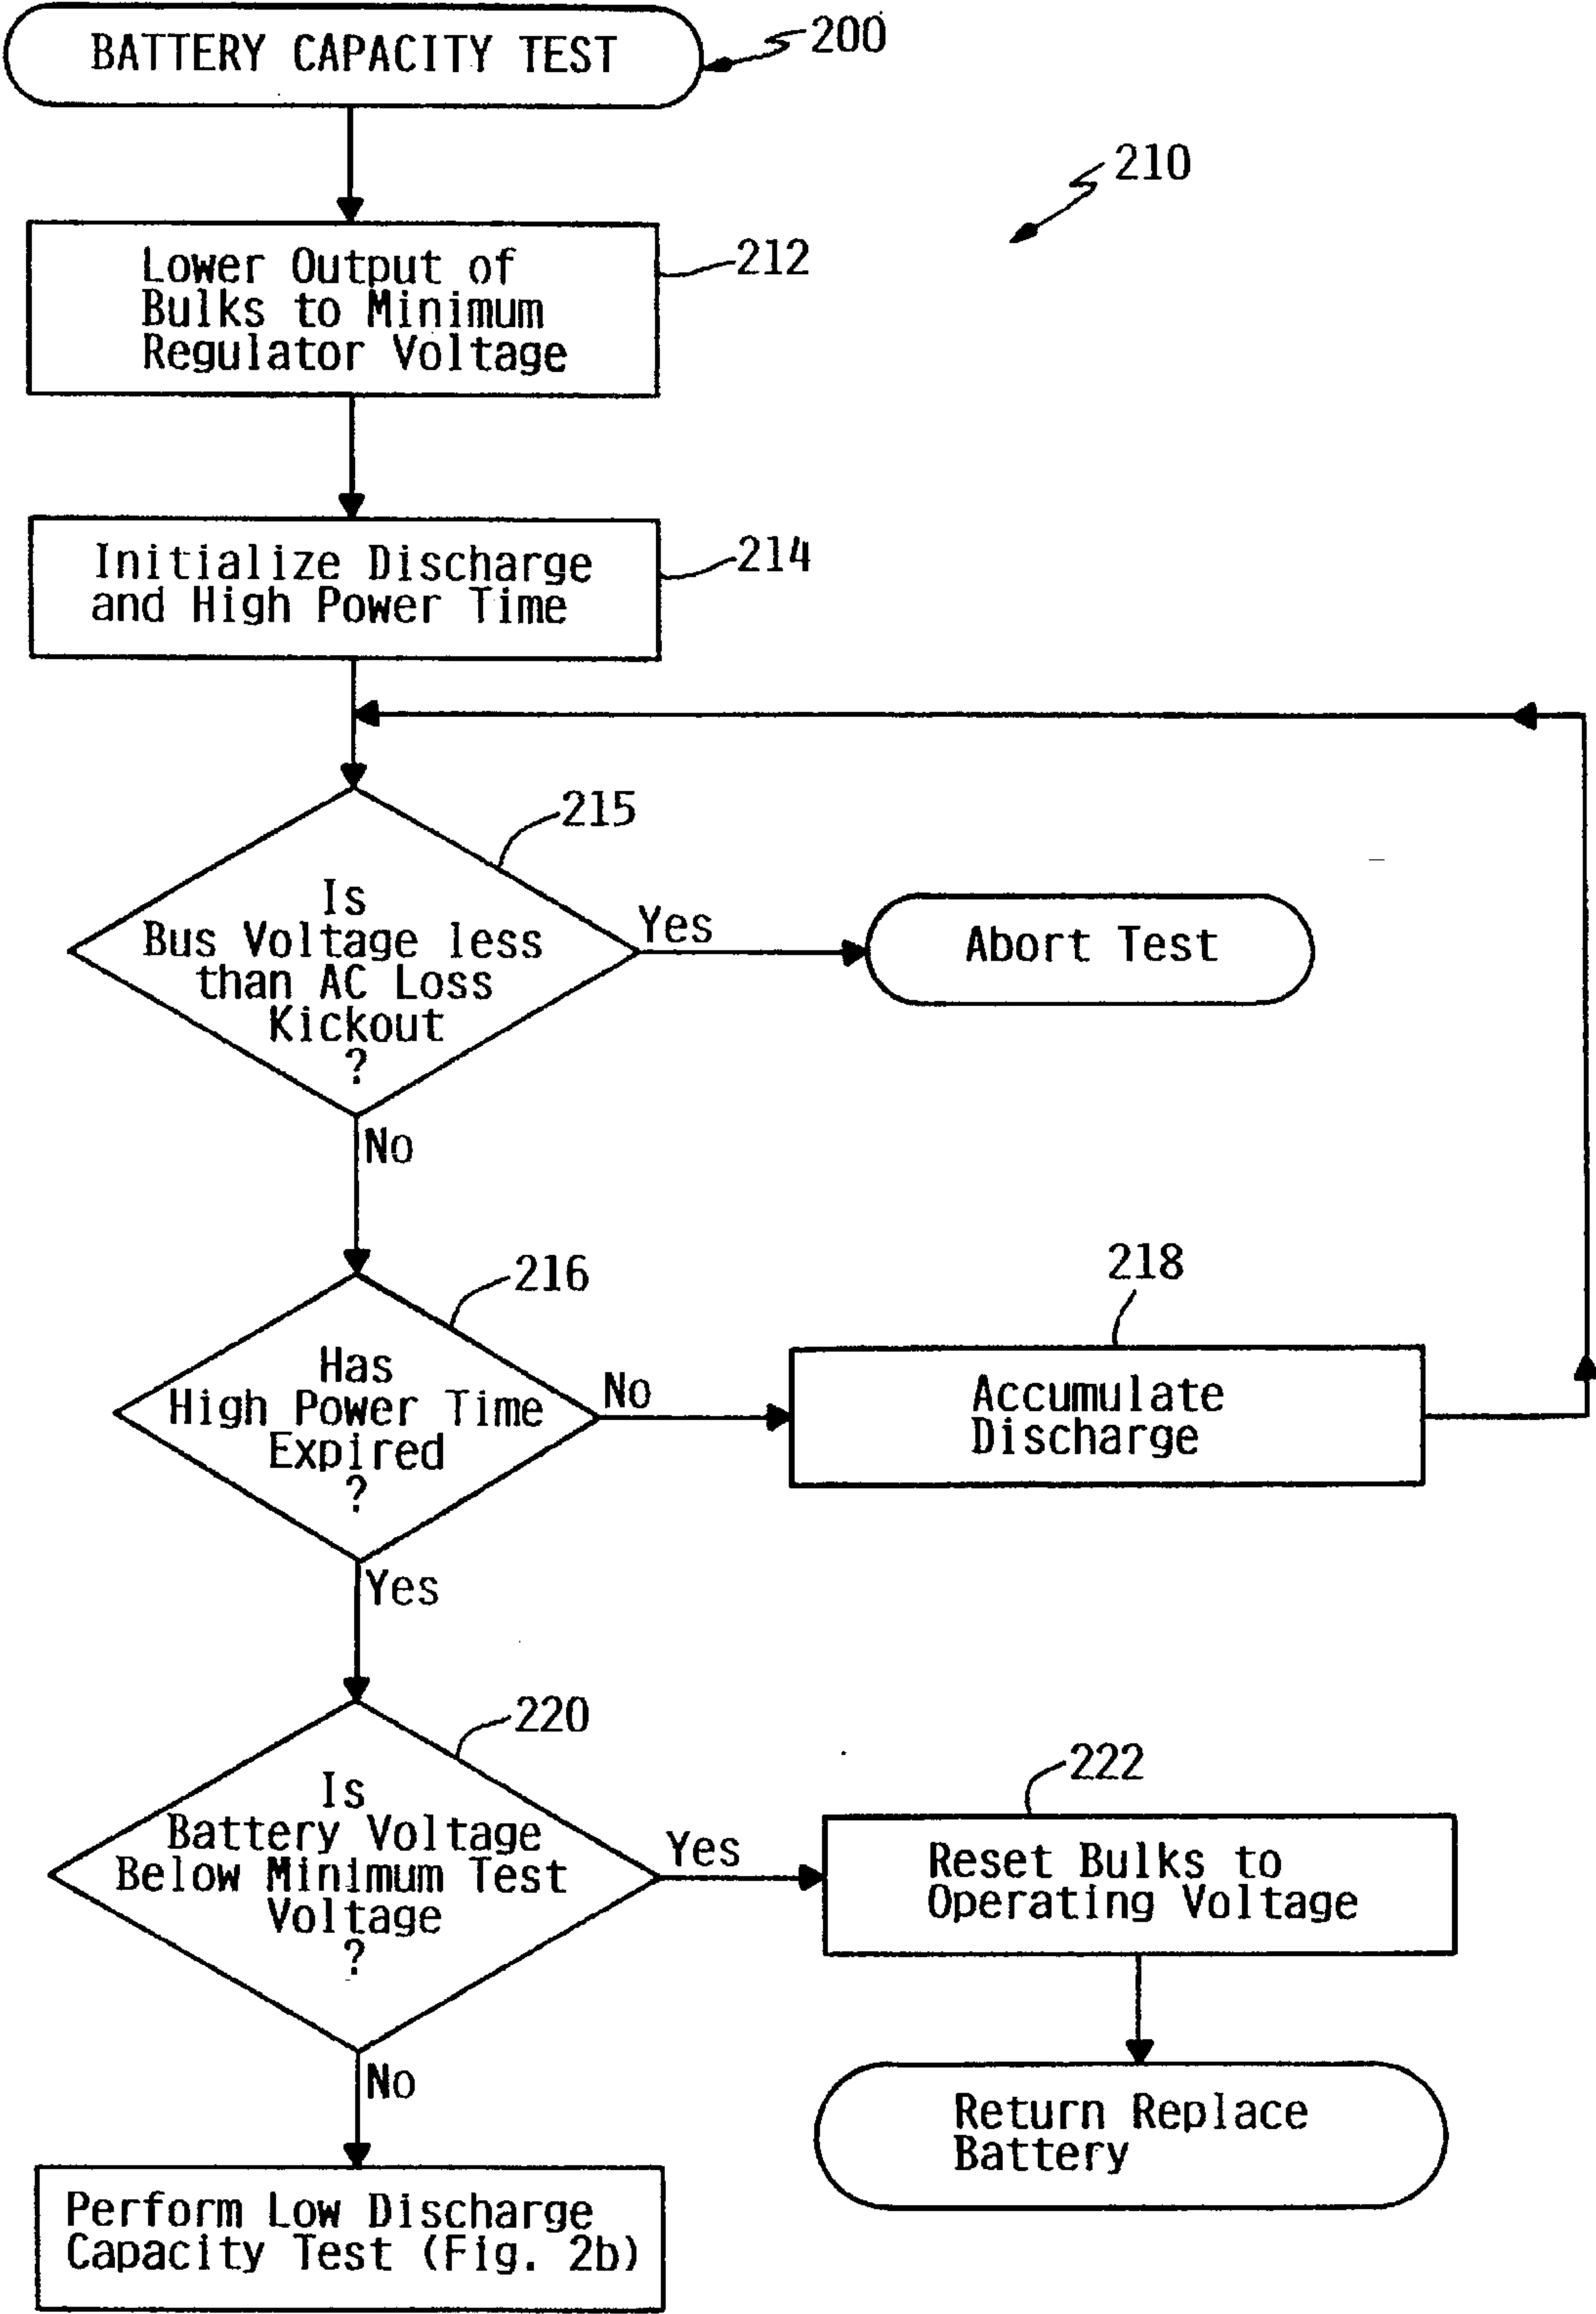 BATTERY CAPACITY TEST
200
210
Lower Output of
Bulks to Minimum
Regulator Voltage
212
Initialize Discharge
and High Power Time
214
215
Is
Bus Voltage less
than AC Loss
Kickout
?
Yes
Abort Test
No
216
Has
High Power Time
Expired
?
No
218
Accumulate
Discharge
Yes
220
Is
Battery Voltage
Below Minimum Test
Voltage
?
Yes
222
Reset Bulks to
Operating Voltage
Return Replace
Battery
No
Perform Low Discharge
Capacity Test (Fig. 2b)